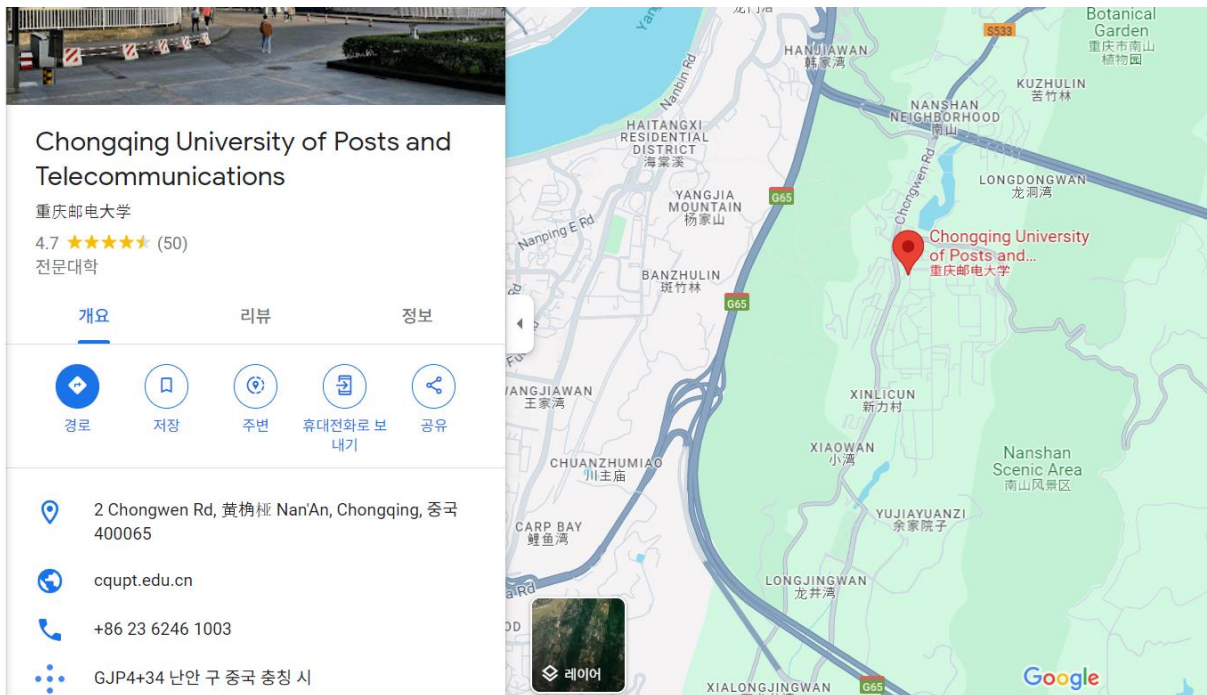 Chongqing University of Posts and
Telecommunications
重庆邮电大学
4.7 ★★★★★ (50)
전문대학
개요
리뷰
정보
경로
저장
주변
휴대전화로 보
내기
공유
2 Chongwen Rd, 黄桷桠 Nan'An, Chongqing, 중국
400065
cqupt.edu.cn
+86 23 6246 1003
GJP4+34 난안 구 중국 충칭 시
Botanical
Garden
重庆市南山
植物园
S533
HANJIAWAN
韩家湾
Nanbin Rd
KUZHULIN
苦竹林
NANSHAN
NEIGHBORHOOD
南山
HAITANGXI
RESIDENTIAL
DISTRICT
海棠溪
Chongwen Rd
LONGDONGWAN
龙洞湾
YANGJIA
MOUNTAIN
杨家山
G65
Nanping E Rd
Chongqing University
of Posts and...
重庆邮电大学
BANZHULIN
斑竹林
G65
王家湾
XINLICUN
新力村
XIAOWAN
小湾
CHUANZHUMIAO
川主庙
Nanshan
Scenic Area
南山风景区
YUJIAYUANZI
余家院子
CARP BAY
鲤鱼湾
LONGJINGWAN
龙井湾
레이어
XIALONGJINGWAN
G65
Google